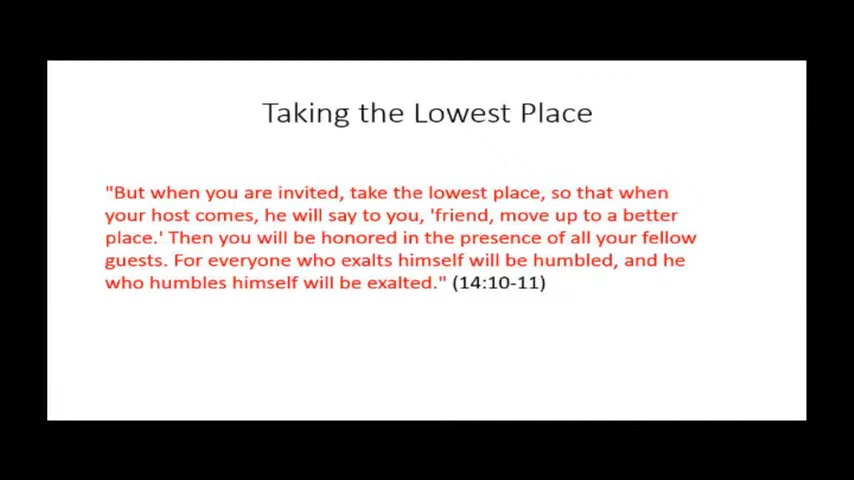 Taking the Lowest Place
"But when you are invited, take the lowest place, so that when
your host comes, he will say to you, 'friend, move up to a better
place.' Then you will be honored in the presence of all your fellow
guests. For everyone who exalts himself will be humbled, and he
who humbles himself will be exalted." (14:10-11)